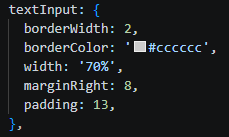 textInput: {
borderWidth: 2,
borderColor: '#cccccc',
width: '70%',
marginRight: 8,
padding: 13,
},